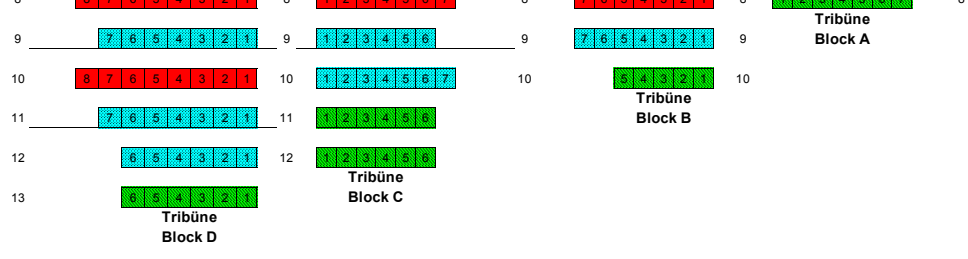 Tribüne
Block A
9 7 6 5 4 3 2 1 9 1 2 3 4 5 6 9 7 6 5 4 3 2 1 9
10 8 7 6 5 4 3 2 1 10 1 2 3 4 5 6 7 10 5 4 3 2 1 10
Tribüne
Block B
11 7 6 5 4 3 2 1 11 1 2 3 4 5 6
12 6 5 4 3 2 1 12 1 2 3 4 5 6
Tribüne
Block C
13 6 5 4 3 2 1
Tribüne
Block D